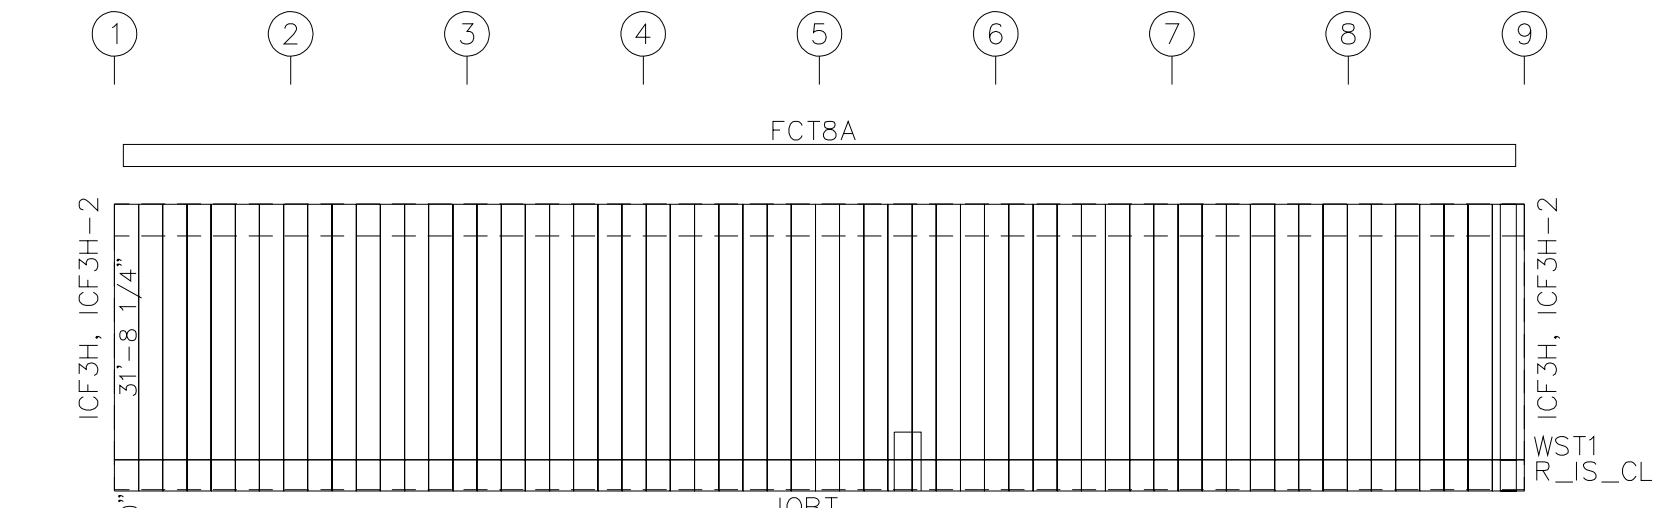 1 2 3 4 5 6 7 8 9
FCT8A
ICF3H, ICF3H-2
31'-8 1/4"
ICF3H, ICF3H-2
WST1
R_IS_CL